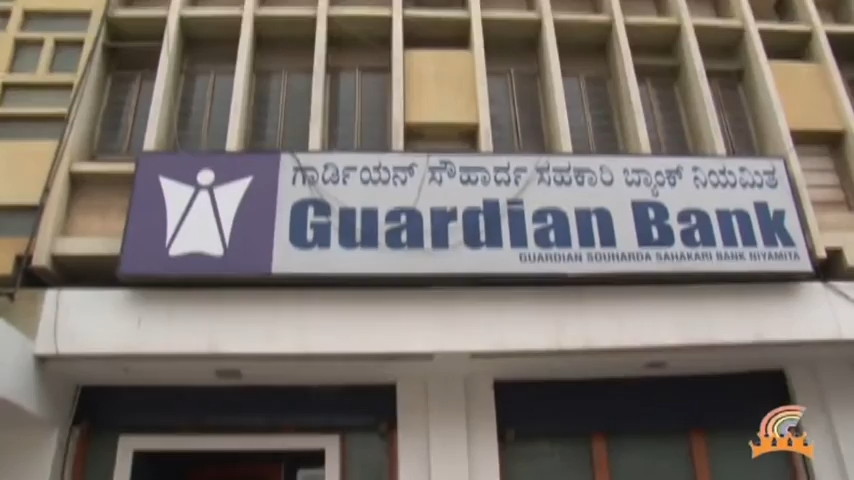 ಗಾರ್ಡಿಯನ್ ಸೌಹಾರ್ದ ಸಹಕಾರಿ ಬ್ಯಾಂಕ್ ನಿಯಮಿತ
Guardian Bank
GUARDIAN SOUHARDA SAHAKARI BANK NIYAMITA